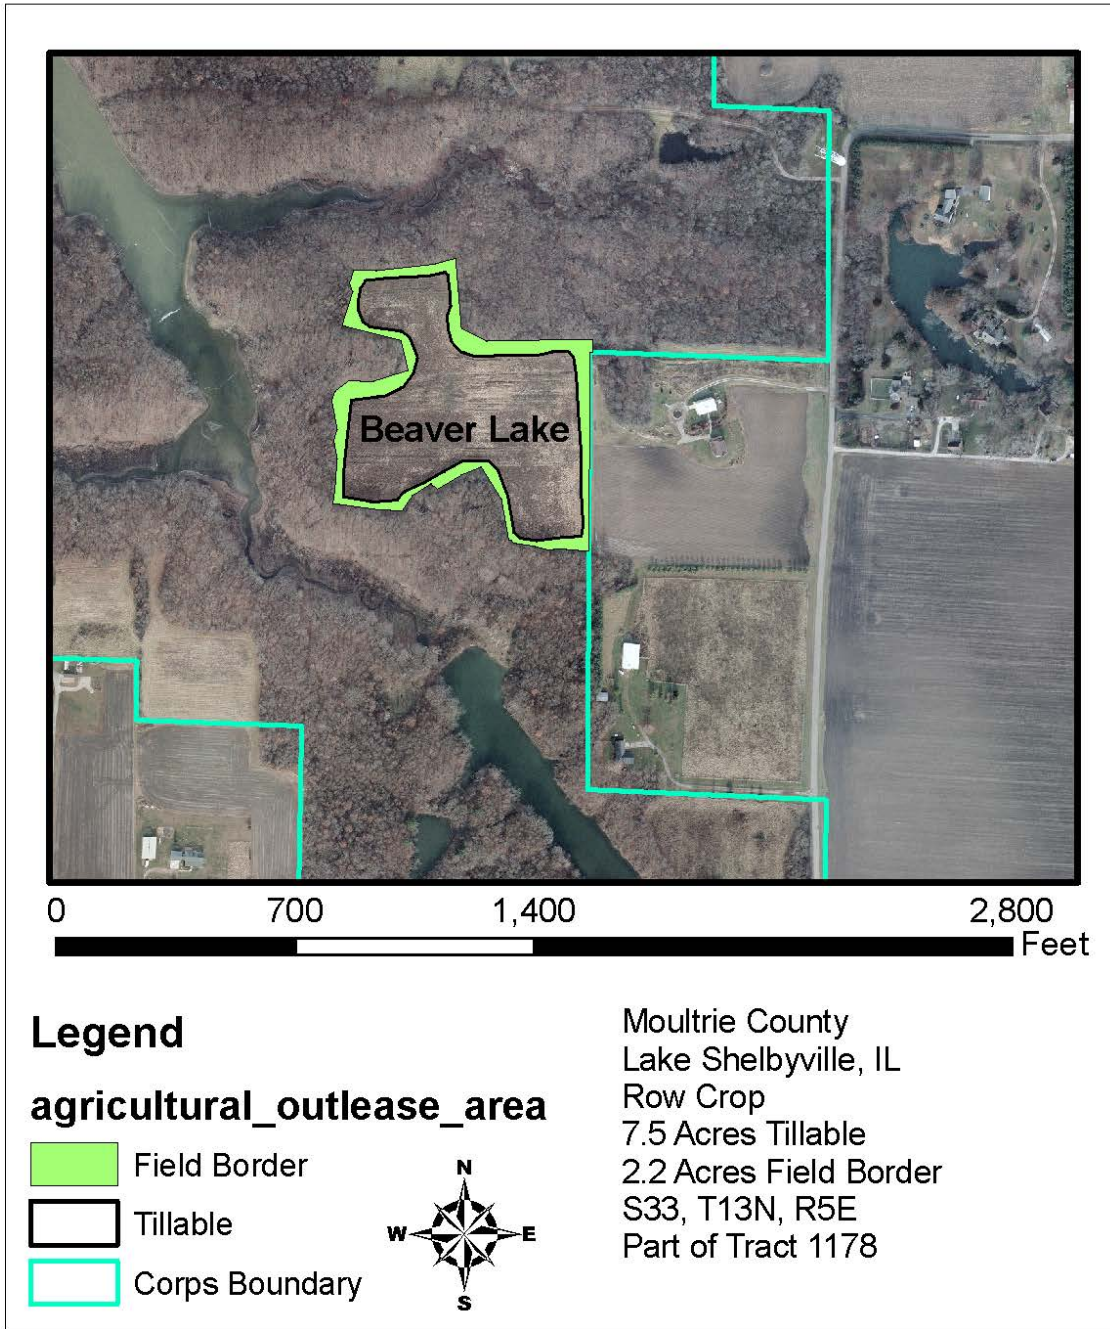 Beaver Lake
0 700 1,400 2,800
Feet
Legend
agricultural_outlease_area
Field Border
Tillable
Corps Boundary
N
W E
S
Moultrie County
Lake Shelbyville, IL
Row Crop
7.5 Acres Tillable
2.2 Acres Field Border
S33, T13N, R5E
Part of Tract 1178